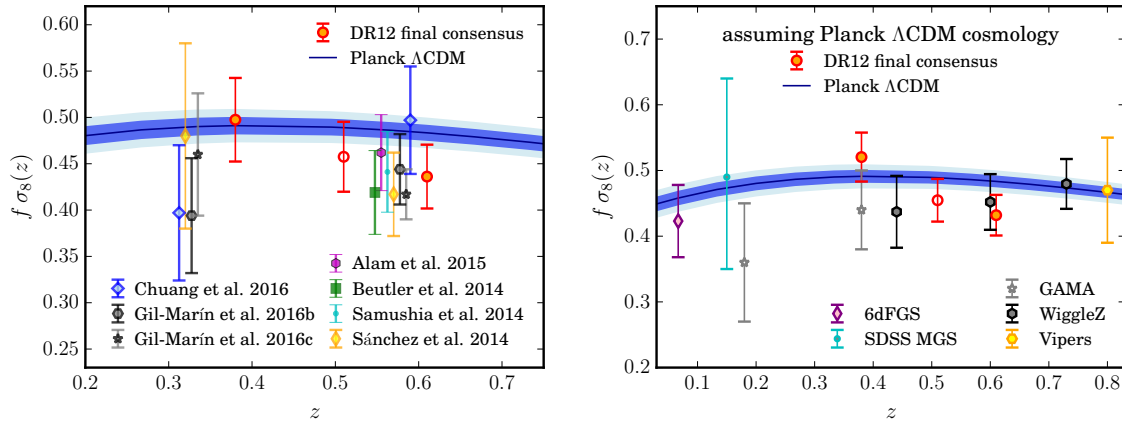 0.60
0.55
0.50
0.45
0.40
0.35
0.30
0.25
f σ8(z)
DR12 final consensus
Planck ΛCDM
Alam et al. 2015
Chuang et al. 2016
Beutler et al. 2014
Gil-Marín et al. 2016b
Samushia et al. 2014
Gil-Marín et al. 2016c
Sánchez et al. 2014
0.2 0.3 0.4 0.5 0.6 0.7
z
0.7
0.6
0.5
0.4
0.3
0.2
f σ8(z)
assuming Planck ΛCDM cosmology
DR12 final consensus
Planck ΛCDM
GAMA
6dFGS
WiggleZ
SDSS MGS
Vipers
0.1 0.2 0.3 0.4 0.5 0.6 0.7 0.8
z